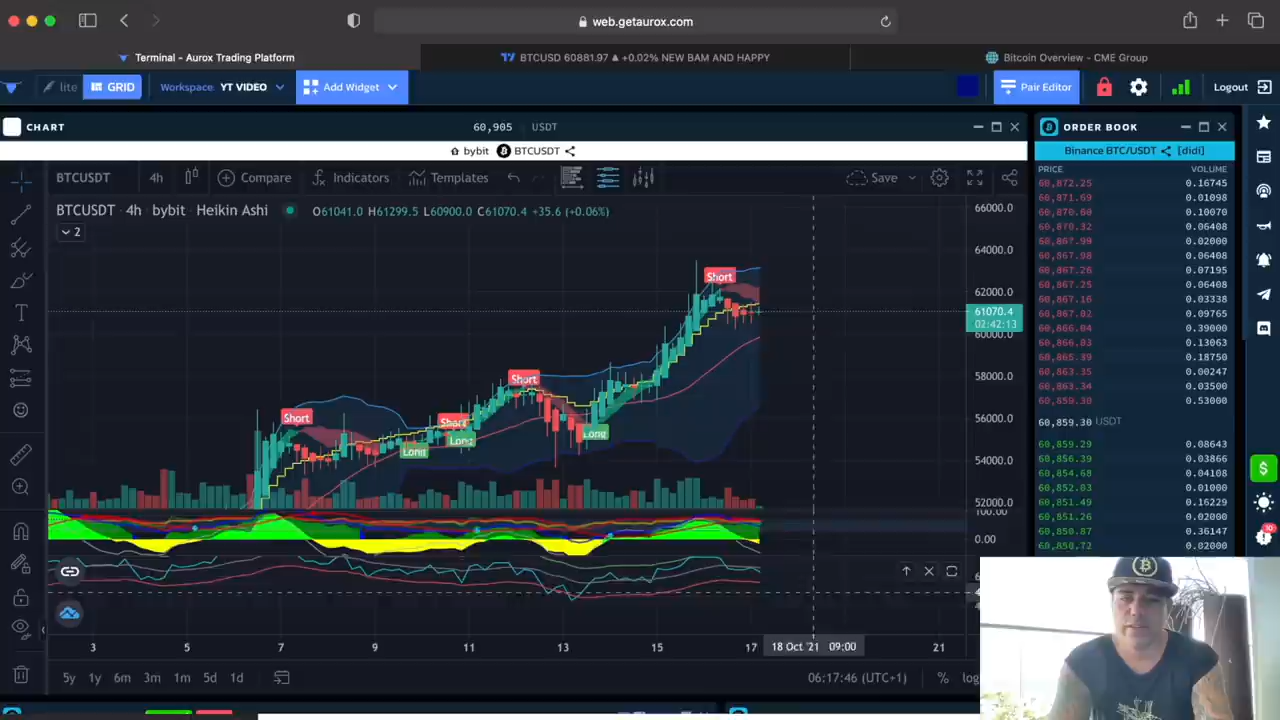 web.getaurox.com
Terminal - Aurox Trading Platform
BTCUSD 60881.97 ▲ +0.02% NEW BAM AND HAPPY
Bitcoin Overview - CME Group
lite
GRID
Workspace: YT VIDEO
Add Widget
Pair Editor
Logout
CHART
60,905 USDT
ORDER BOOK
bybit BTCUSDT
Binance BTC/USDT [didi]
BTCUSDT 4h Compare Indicators Templates Save
PRICE VOLUME
BTCUSDT · 4h · bybit · Heikin Ashi O61041.0 H61299.5 L60900.0 C61070.4 +35.6 (+0.06%)
2
66000.0
64000.0
62000.0
61070.4
02:42:13
60000.0
58000.0
56000.0
54000.0
52000.0
100.00
0.00
Short
Short
Short
Short
Long
Long
Long
60,872.25 0.16745
60,871.69 0.01098
60,870.60 0.10070
60,870.32 0.06408
60,867.99 0.02000
60,867.98 0.06408
60,867.26 0.07195
60,867.25 0.06408
60,867.16 0.03338
60,867.02 0.09765
60,866.04 0.39000
60,866.03 0.13063
60,865.39 0.18750
60,863.35 0.00247
60,863.34 0.03500
60,859.30 0.53000
60,859.30 USDT
60,859.29 0.08643
60,856.39 0.03866
60,854.68 0.04108
60,852.03 0.01000
60,851.49 0.16229
60,851.26 0.02000
60,850.87 0.36147
60,850.72 0.02000
10
3 5 7 9 11 13 15 17 18 Oct '21 09:00 21
5y 1y 6m 3m 1m 5d 1d 06:17:46 (UTC+1) % log